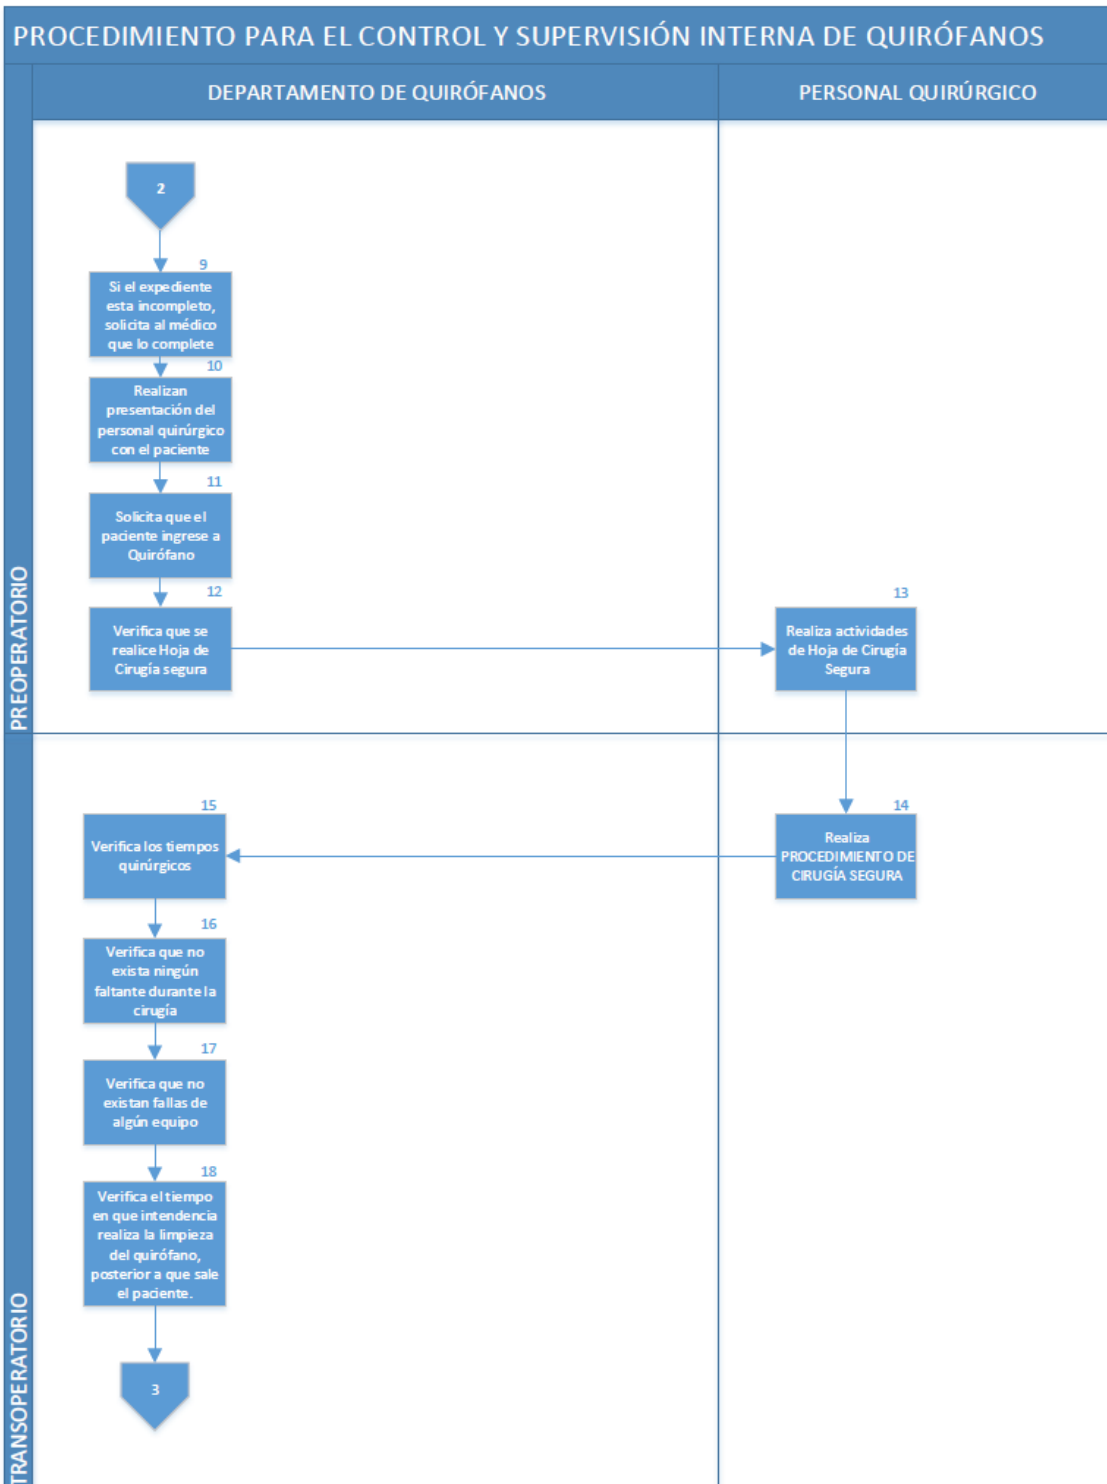 PROCEDIMIENTO PARA EL CONTROL Y SUPERVISIÓN INTERNA DE QUIRÓFANOS
DEPARTAMENTO DE QUIRÓFANOS
PERSONAL QUIRÚRGICO
PREOPERATORIO
2
9
Si el expediente
esta incompleto,
solicita al médico
que lo complete
10
Realizan
presentación del
personal quirúrgico
con el paciente
11
Solicita que el
paciente ingrese a
Quirófano
12
Verifica que se
realice Hoja de
Cirugía segura
13
Realiza actividades
de Hoja de Cirugía
Segura
TRANSOPERATORIO
14
Realiza
PROCEDIMIENTO DE
CIRUGÍA SEGURA
15
Verifica los tiempos
quirúrgicos
16
Verifica que no
exista ningún
faltante durante la
cirugía
17
Verifica que no
existan fallas de
algún equipo
18
Verifica el tiempo
en que intendencia
realiza la limpieza
del quirófano,
posterior a que sale
el paciente.
3